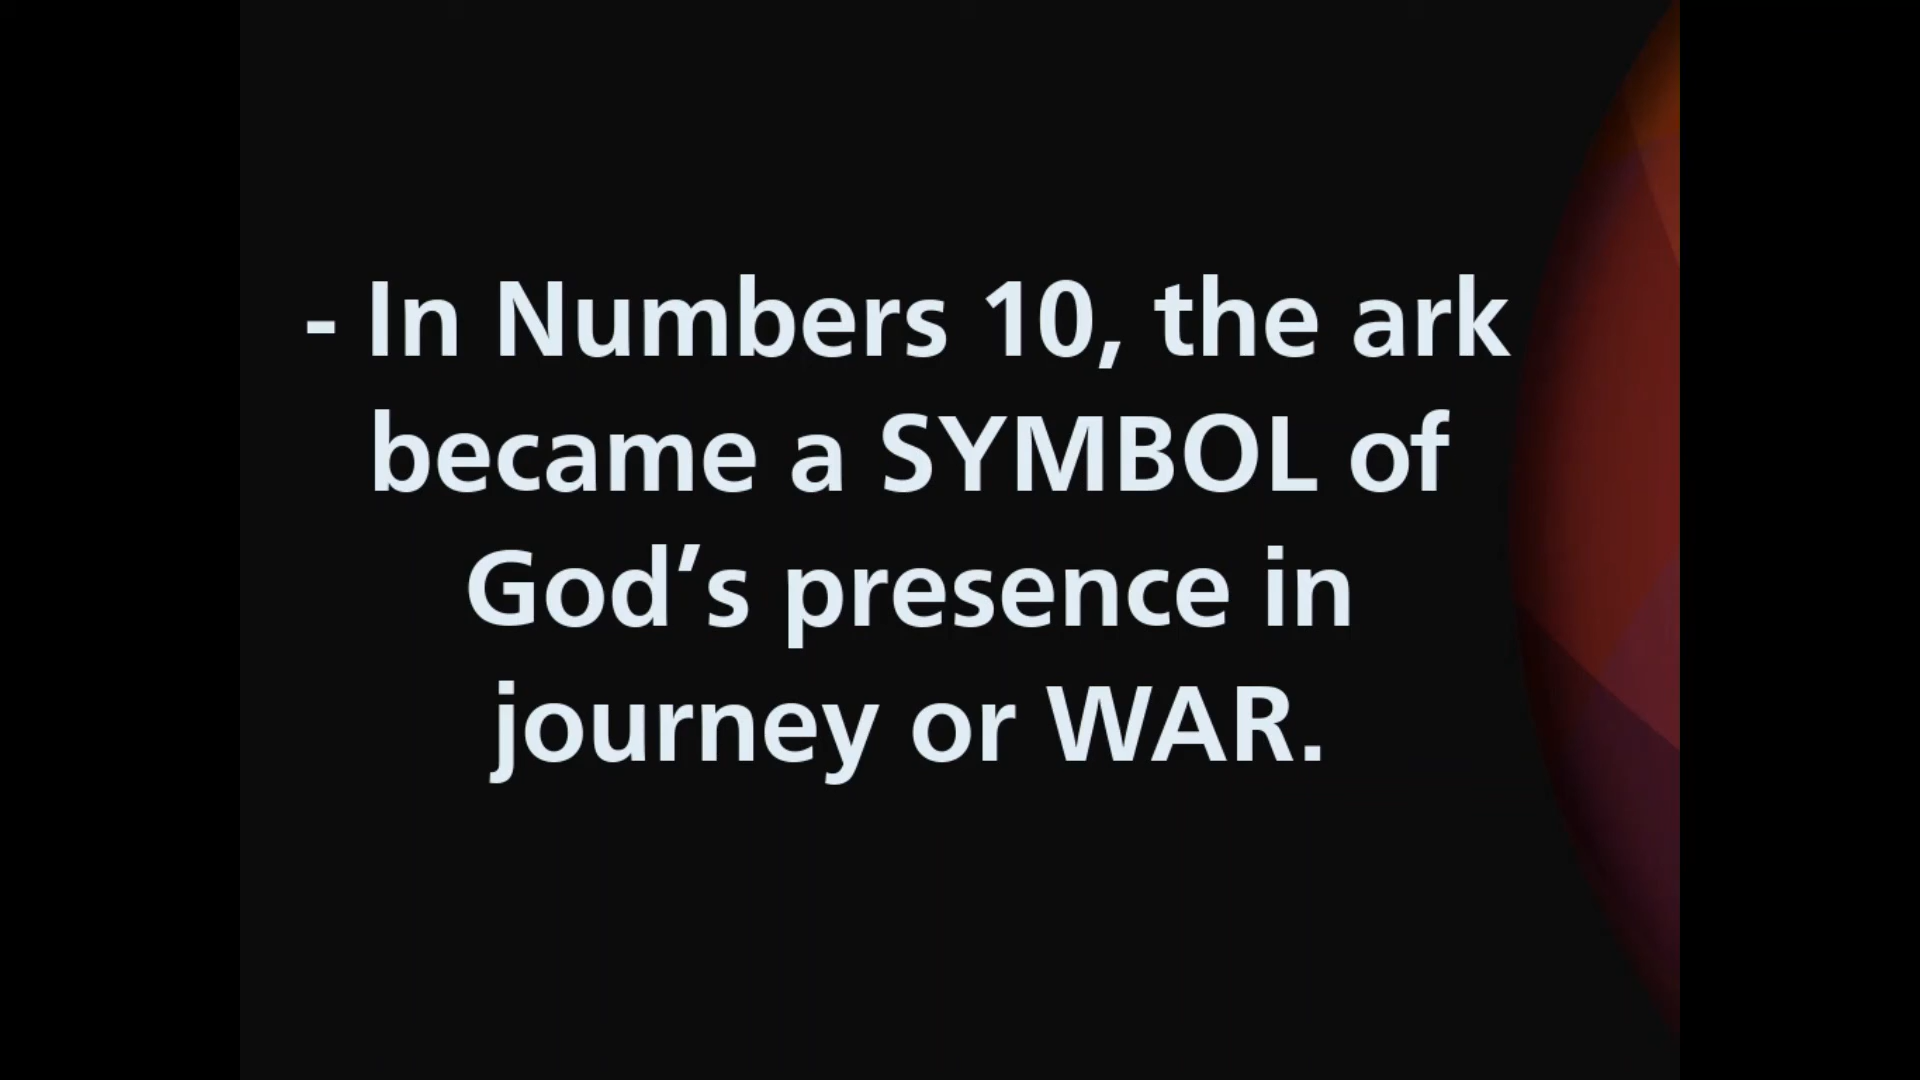 - In Numbers 10, the ark
became a SYMBOL of
God’s presence in
journey or WAR.